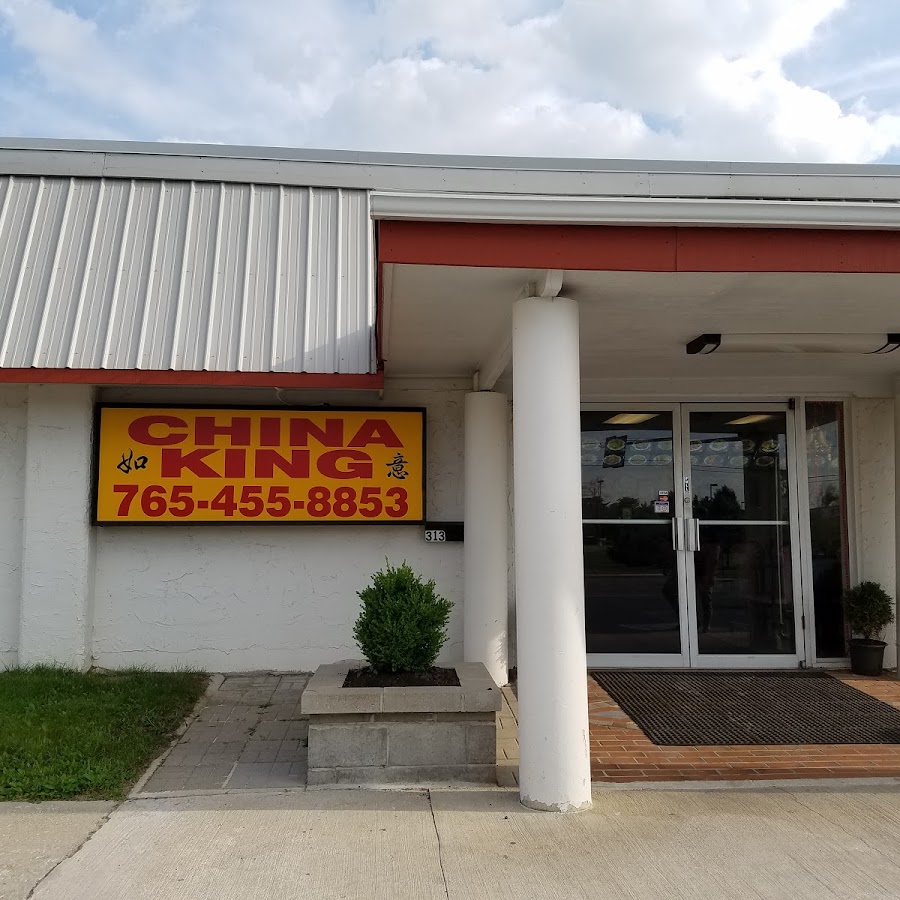 CHINA
如 KING 意
765-455-8853
313